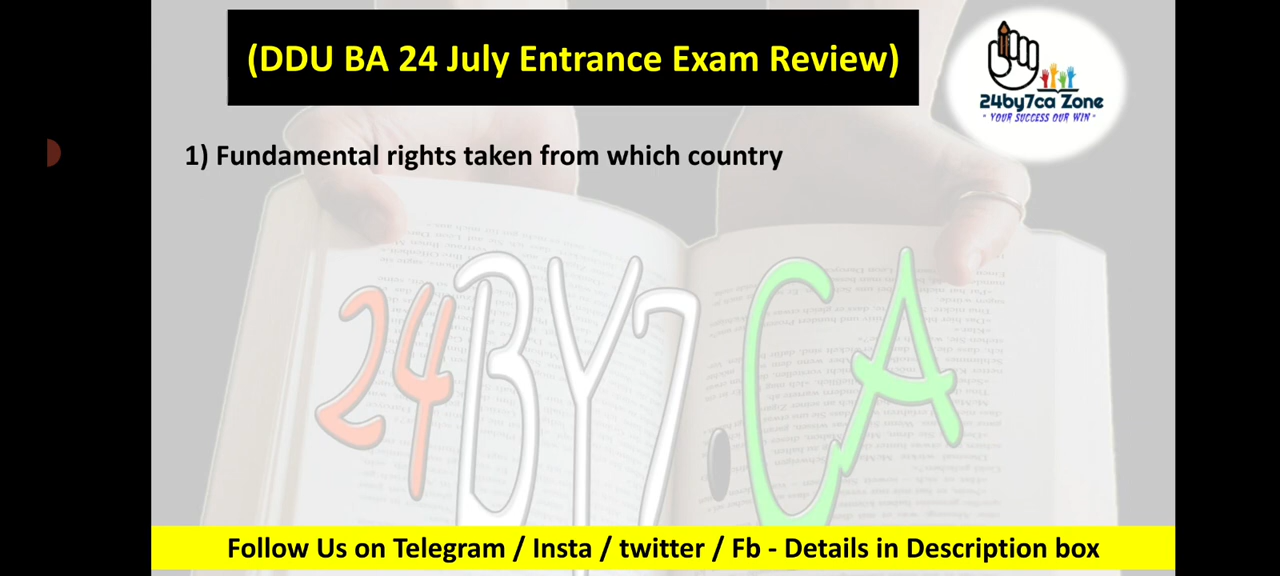 (DDU BA 24 July Entrance Exam Review)
24by7ca Zone
" YOUR SUCCESS OUR WIN "
1) Fundamental rights taken from which country
24BY7.CA
Follow Us on Telegram / Insta / twitter / Fb - Details in Description box